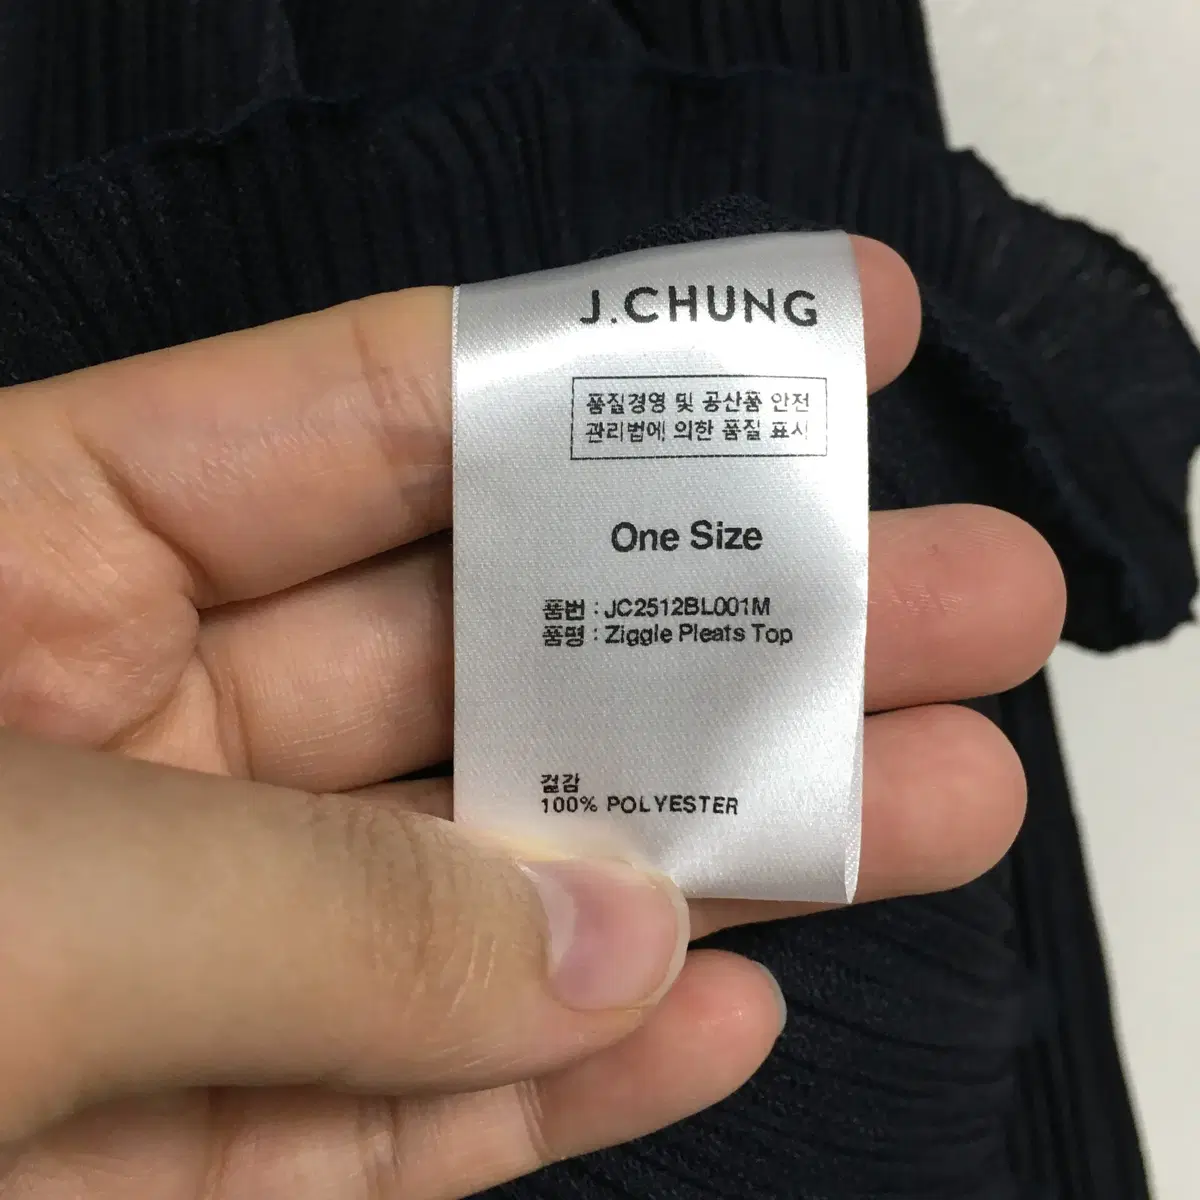 J.CHUNG
품질경영 및 공산품 안전
관리법에 의한 품질 표시
One Size
품번 : JC2512BL001M
품명 : Ziggle Pleats Top
겉감
100% POLYESTER